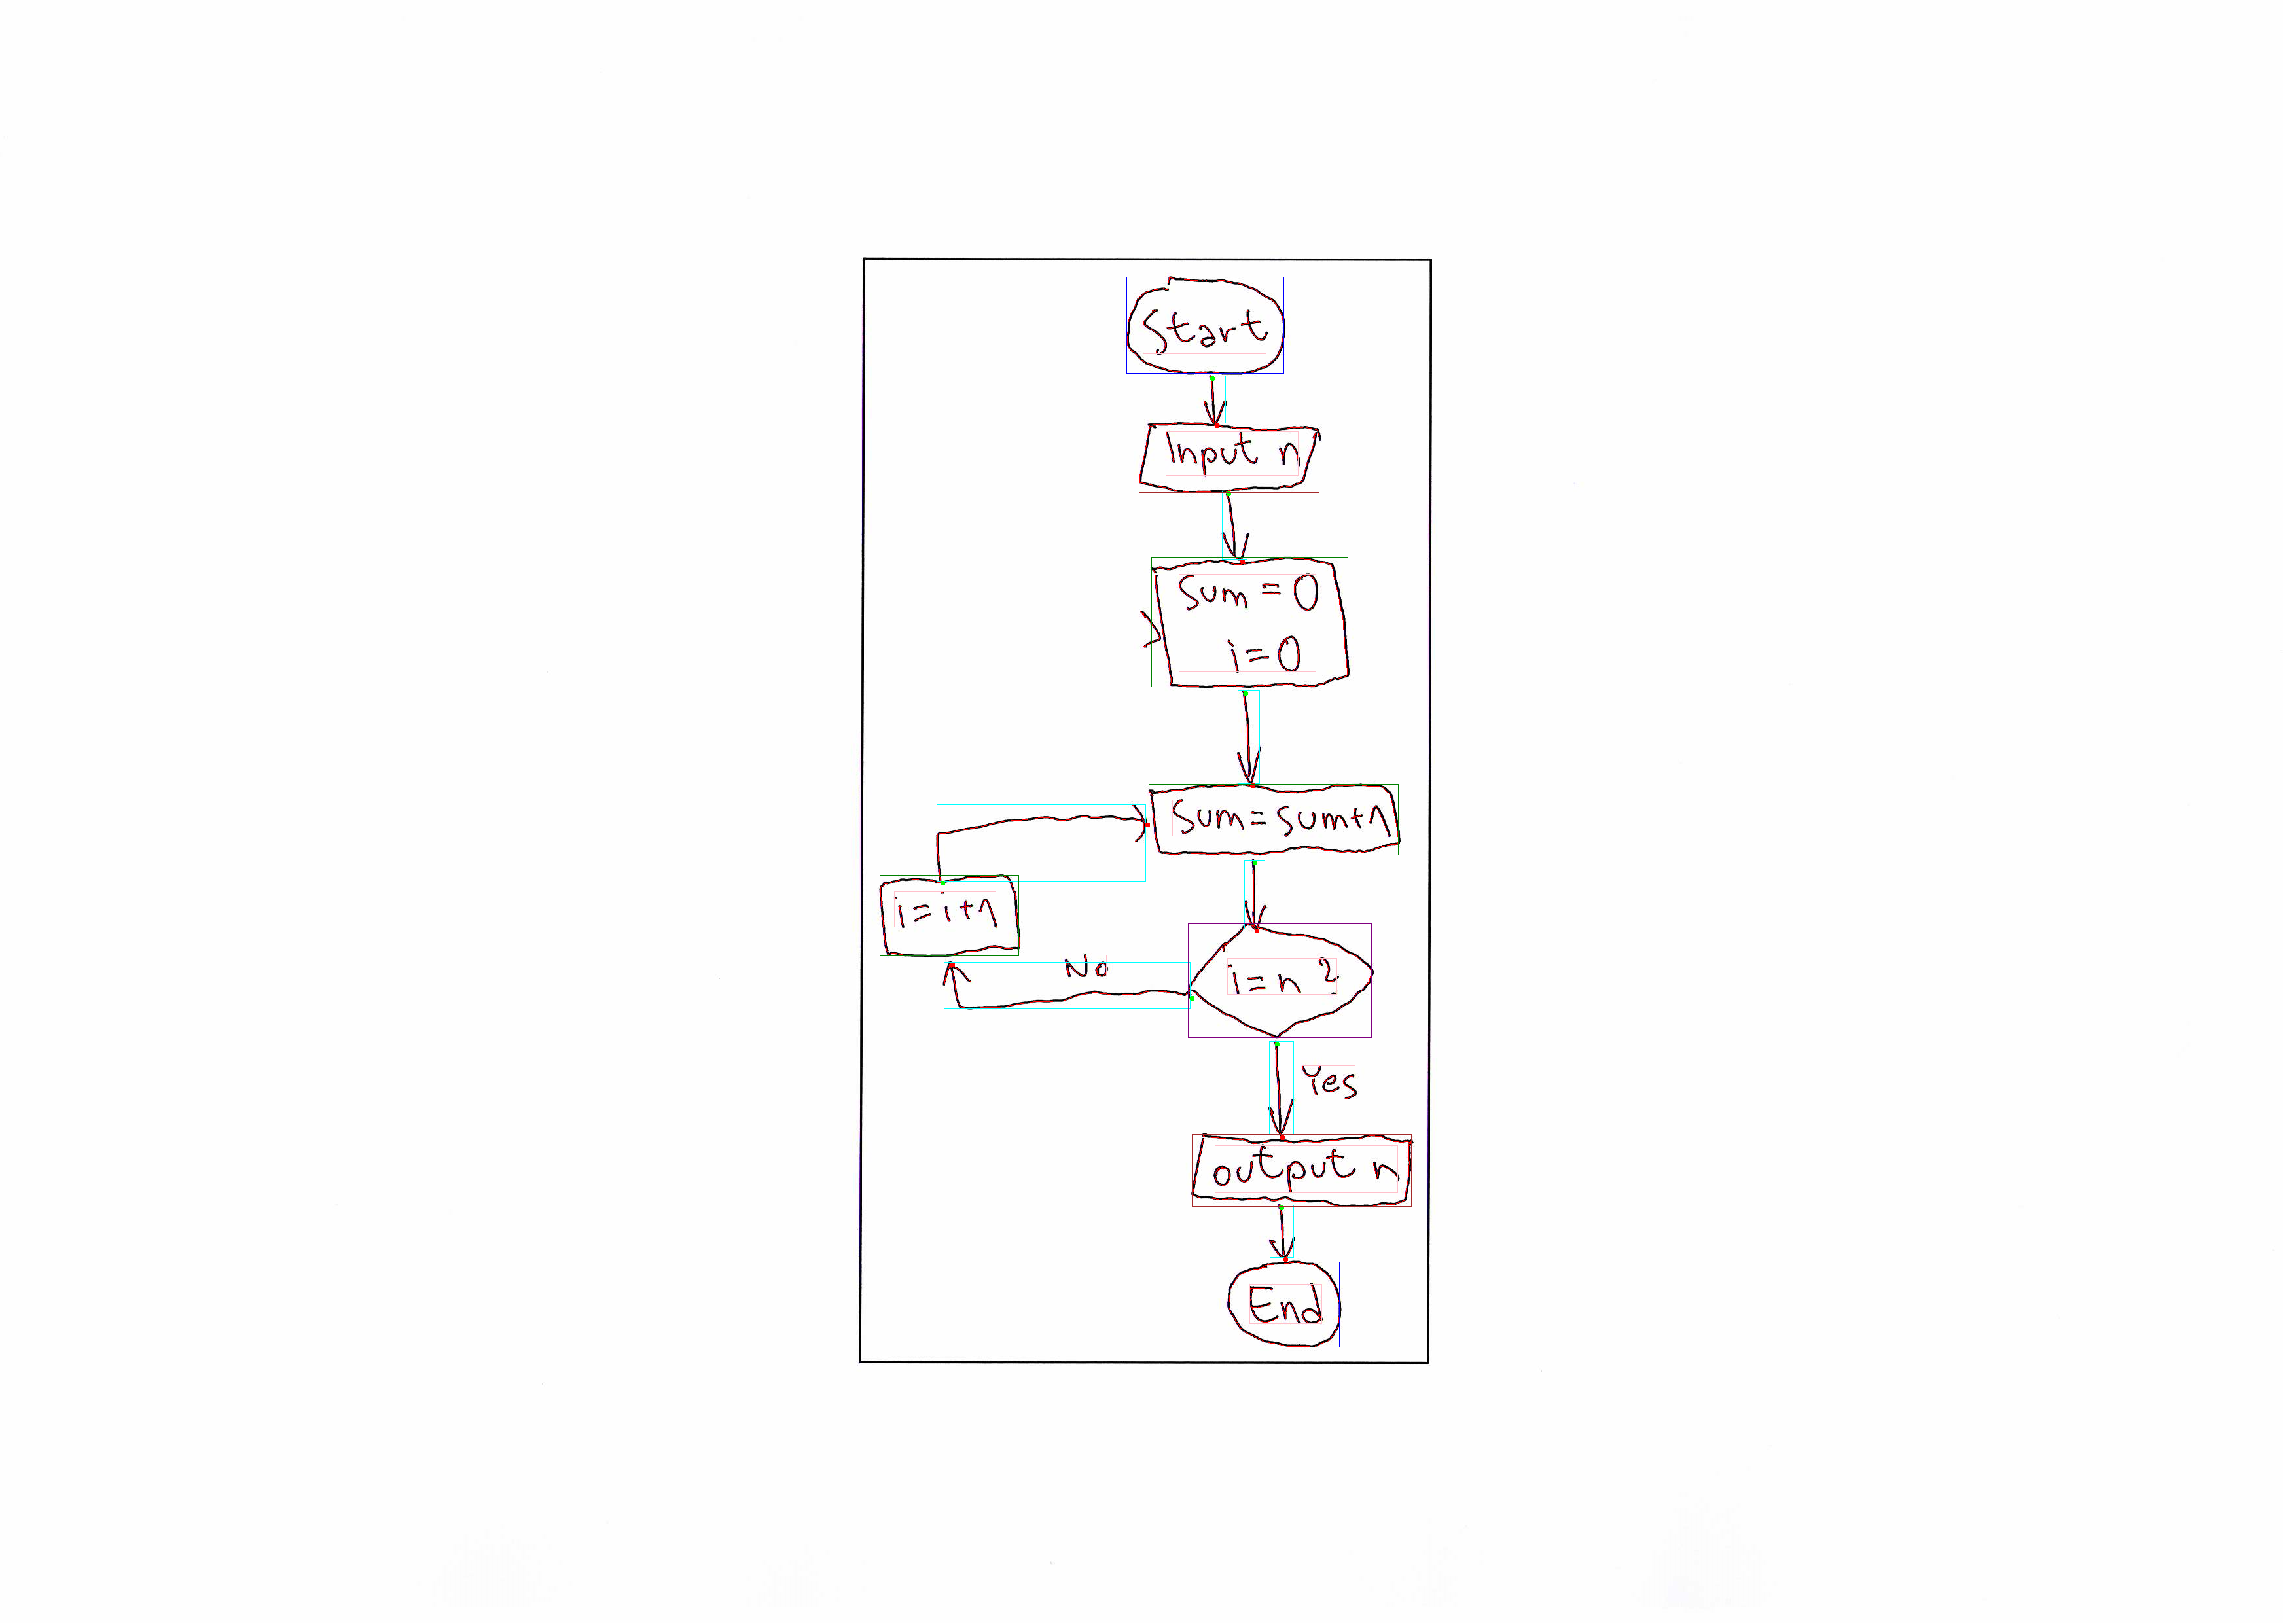 Start
Input n
Sum = 0
i=0
Sum = Sum+1
i=i+1
No
i=n?
Yes
output n
End